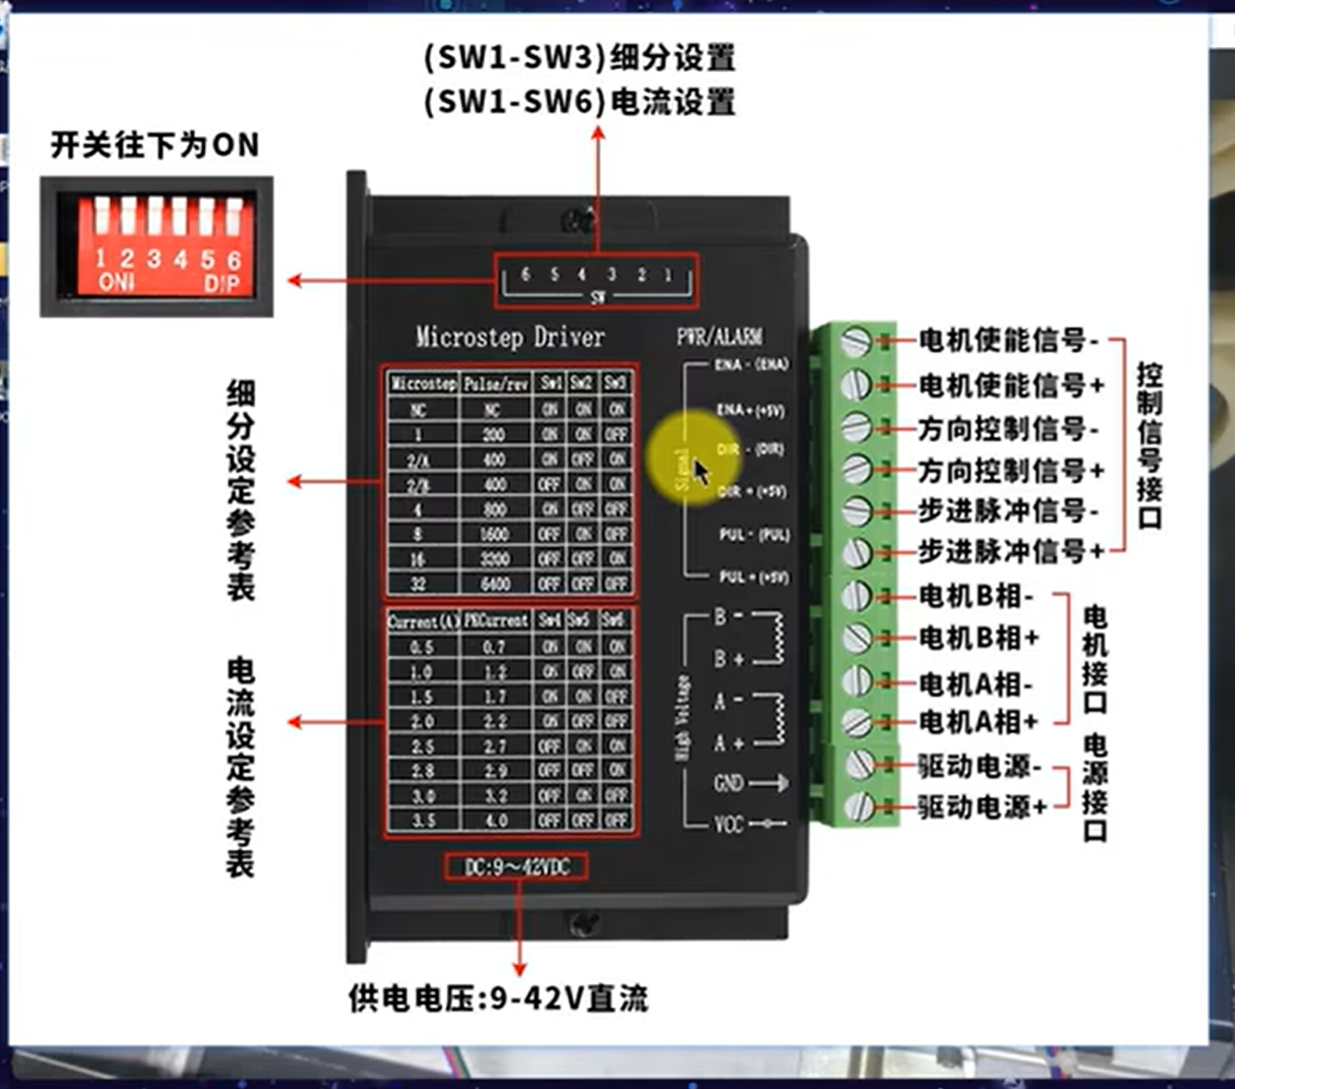 (SW1-SW3)细分设置
(SW1-SW6)电流设置
开关往下为ON
1 2 3 4 5 6
ON DIP
6 5 4 3 2 1
SW
Microstep Driver
PWR/ALARM
Microstep Pulse/rev Sw1 Sw2 Sw3
NC NC ON ON ON
1 200 ON ON OFF
2/A 400 ON OFF ON
2/B 400 OFF ON ON
4 800 ON OFF OFF
8 1600 OFF ON OFF
16 3200 OFF OFF ON
32 6400 OFF OFF OFF
细分设定参考表
Current(A) PKCurrent Sw4 Sw5 Sw6
0.5 0.7 ON ON ON
1.0 1.2 ON OFF ON
1.5 1.7 ON ON OFF
2.0 2.2 ON OFF OFF
2.5 2.7 OFF ON ON
2.8 2.9 OFF OFF ON
3.0 3.2 OFF ON OFF
3.5 4.0 OFF OFF OFF
电流设定参考表
DC:9~42VDC
供电电压:9-42V直流
Signal
ENA - (ENA)
ENA + (+5V)
DIR - (DIR)
DIR + (+5V)
PUL - (PUL)
PUL + (+5V)
High Voltage
B -
B +
A -
A +
GND
VCC
电机使能信号-
电机使能信号+
方向控制信号-
方向控制信号+
步进脉冲信号-
步进脉冲信号+
控制信号接口
电机B相-
电机B相+
电机A相-
电机A相+
电机接口
驱动电源-
驱动电源+
电源接口